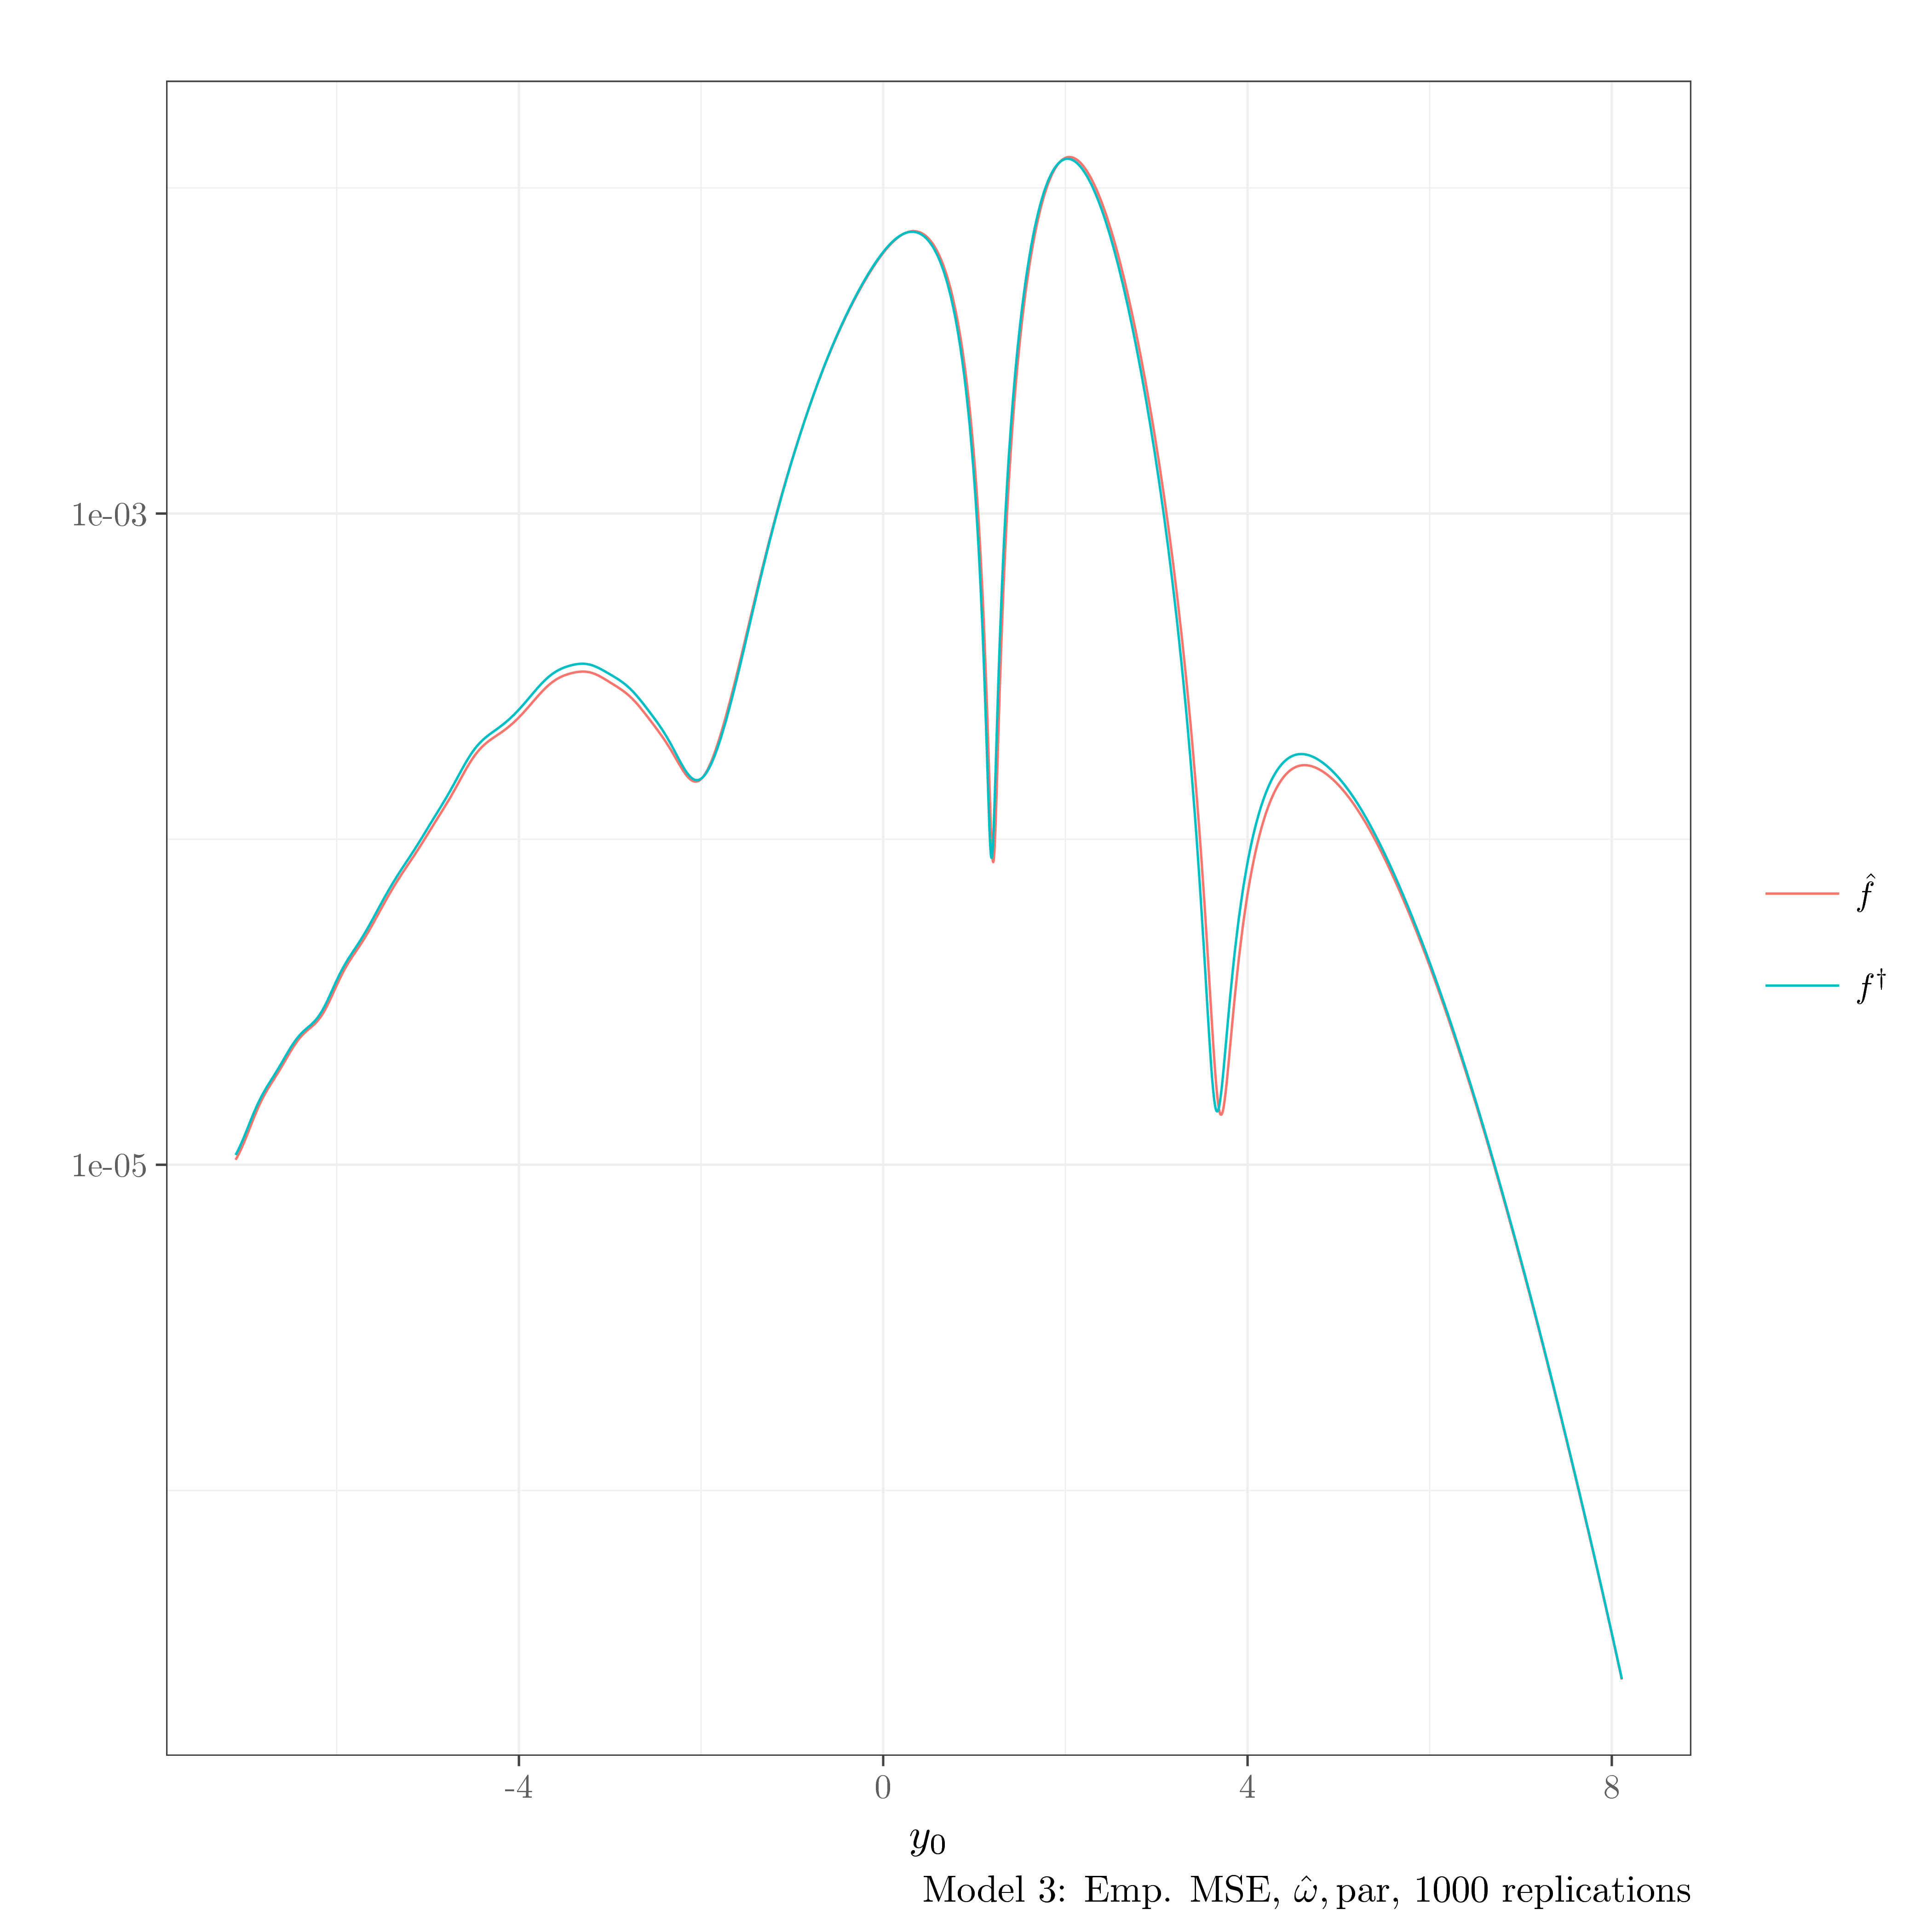 1e-03
1e-05
-4 0 4 8
y₀
f̂
f†
Model 3: Emp. MSE, ω̂, par, 1000 replications